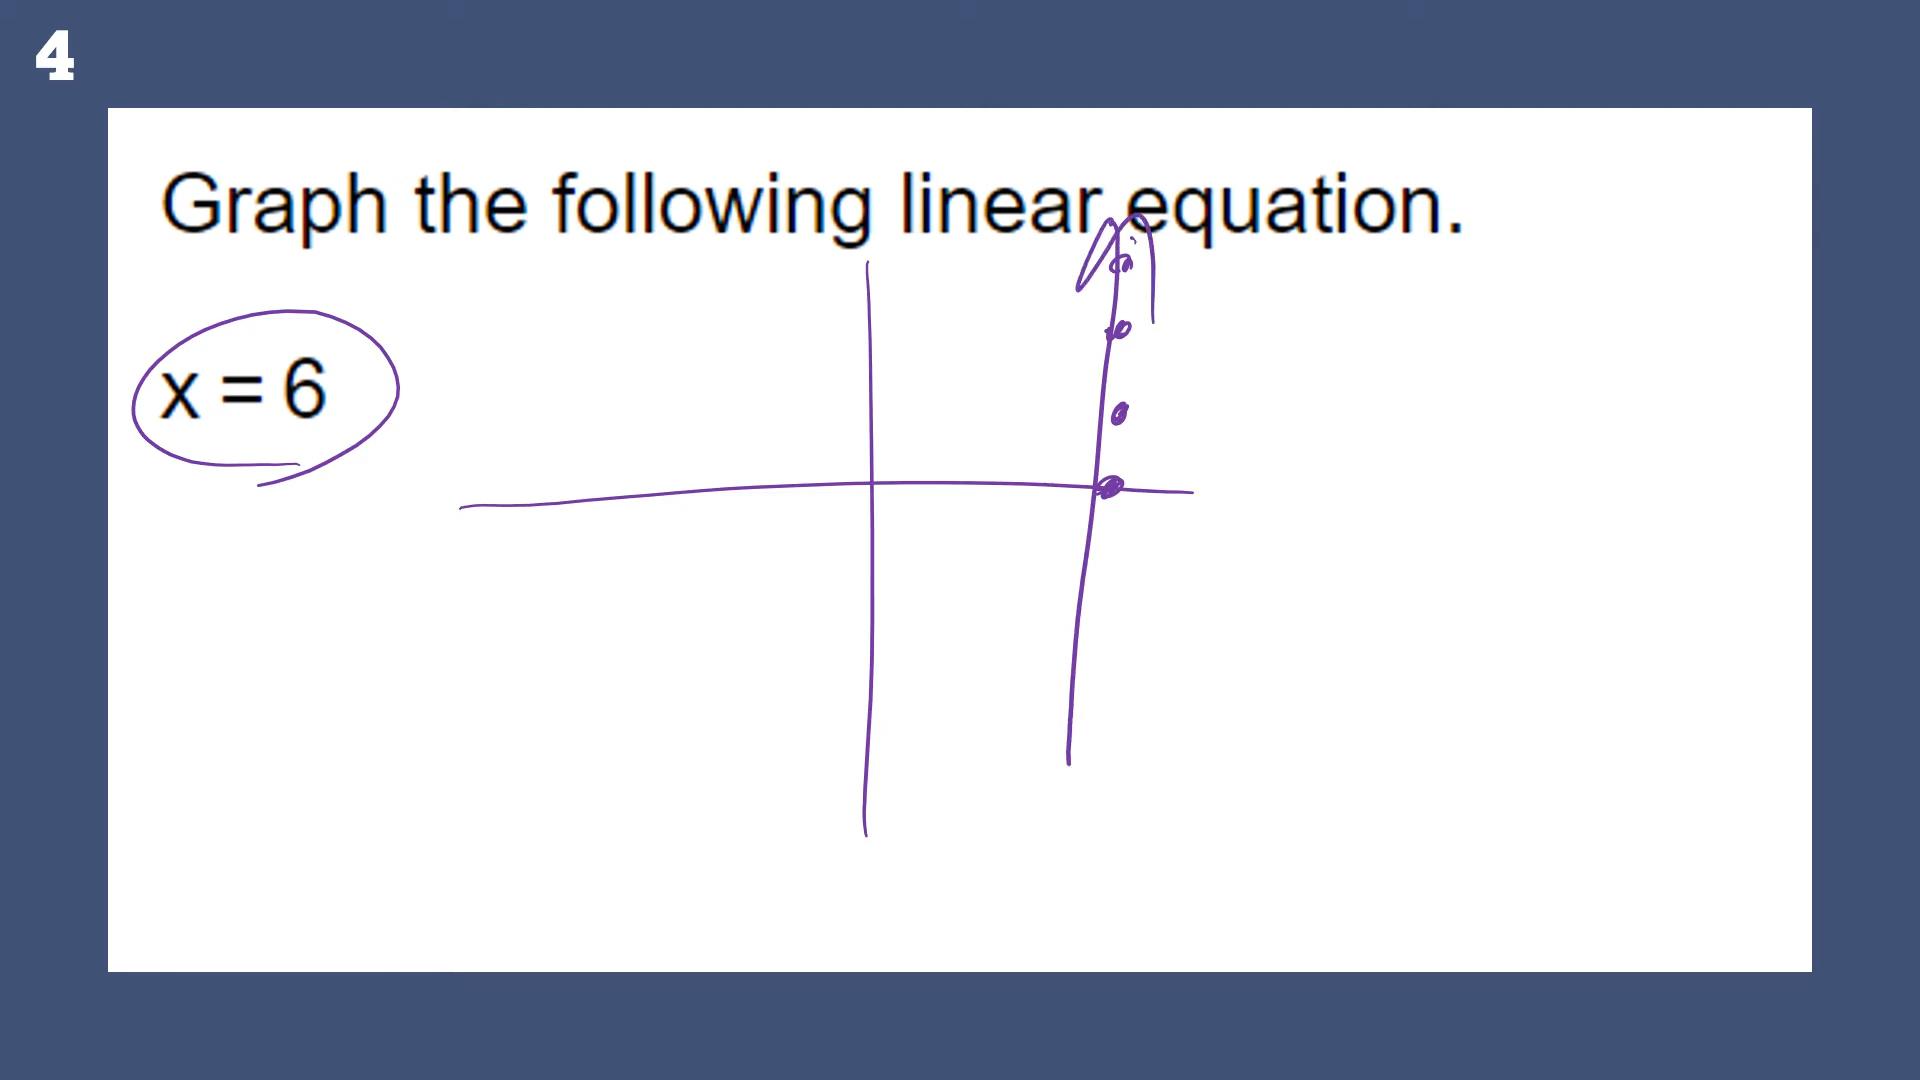 4
Graph the following linear equation.
x = 6